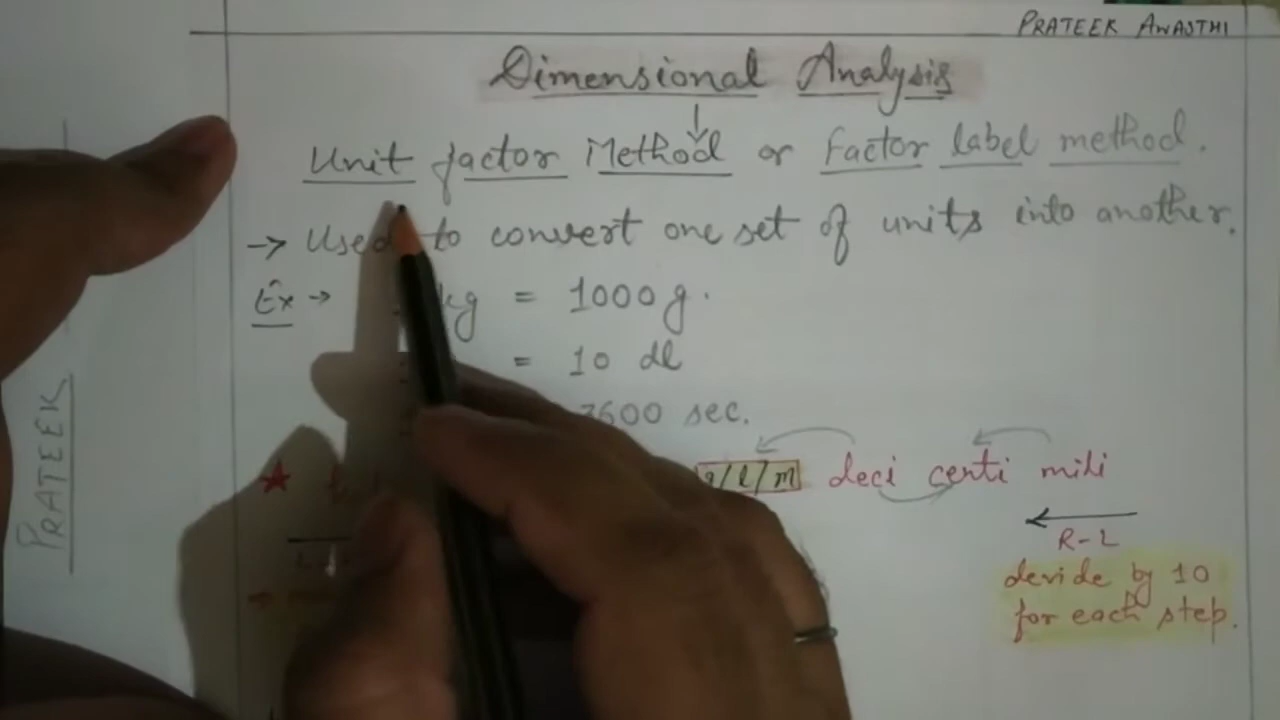 PRATEEK AWASTHI
Dimensional Analysis
Unit factor Method or Factor label method.
→ Used to convert one set of units into another.
Ex → kg = 1000 g.
= 10 dl
3600 sec.
★ g/l/m deci centi mili
R-L
devide by 10
for each step.
PRATEEK